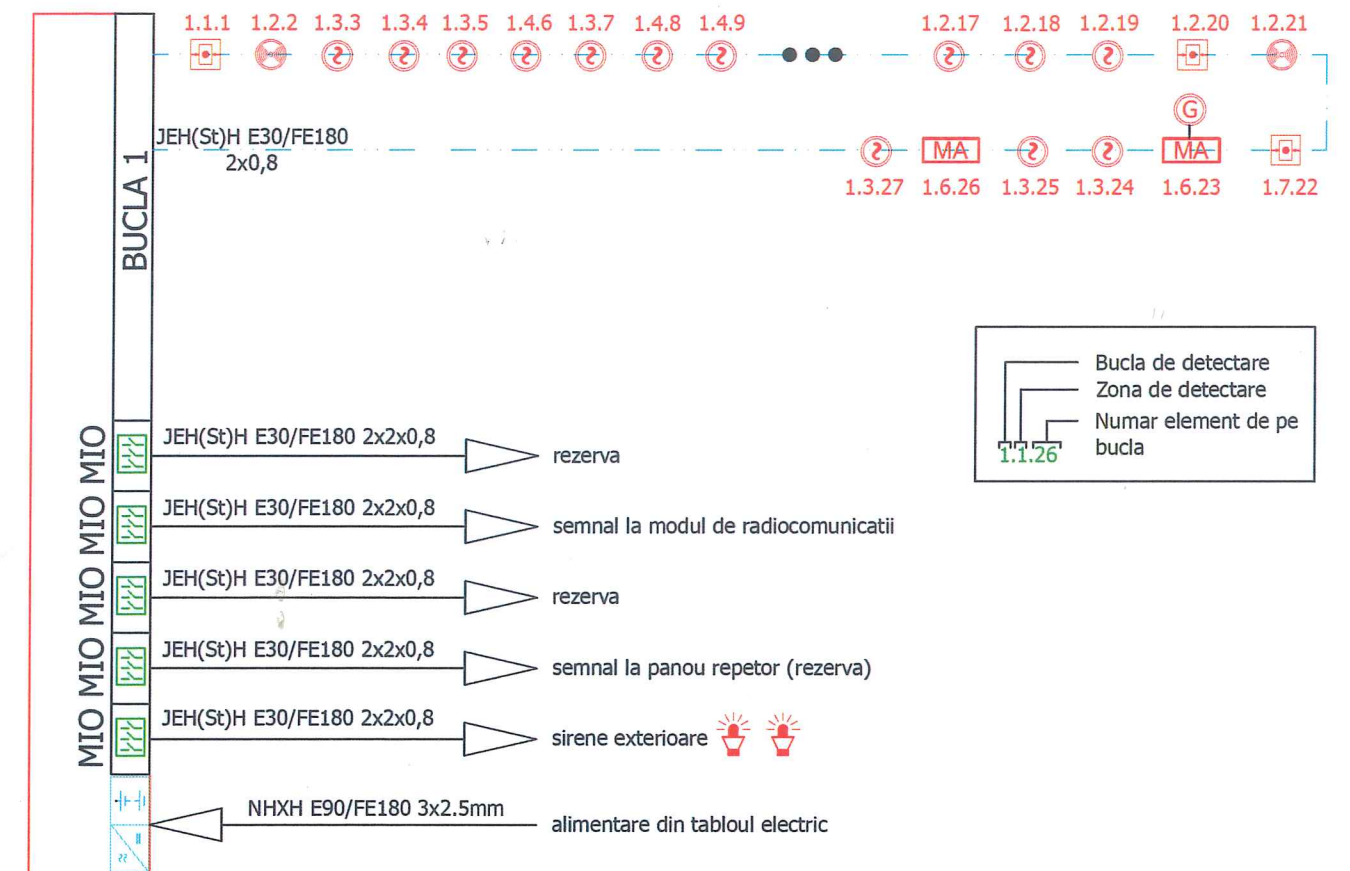 1.1.1 1.2.2 1.3.3 1.3.4 1.3.5 1.4.6 1.3.7 1.4.8 1.4.9 1.2.17 1.2.18 1.2.19 1.2.20 1.2.21
G
JEH(St)H E30/FE180
2x0,8
MA MA
1.3.27 1.6.26 1.3.25 1.3.24 1.6.23 1.7.22
BUCLA 1
Bucla de detectare
Zona de detectare
Numar element de pe
bucla
1.1.26
MIO
JEH(St)H E30/FE180 2x2x0,8
rezerva
MIO
JEH(St)H E30/FE180 2x2x0,8
semnal la modul de radiocomunicatii
MIO
JEH(St)H E30/FE180 2x2x0,8
rezerva
MIO
JEH(St)H E30/FE180 2x2x0,8
semnal la panou repetor (rezerva)
MIO
JEH(St)H E30/FE180 2x2x0,8
sirene exterioare
NHXH E90/FE180 3x2.5mm
alimentare din tabloul electric